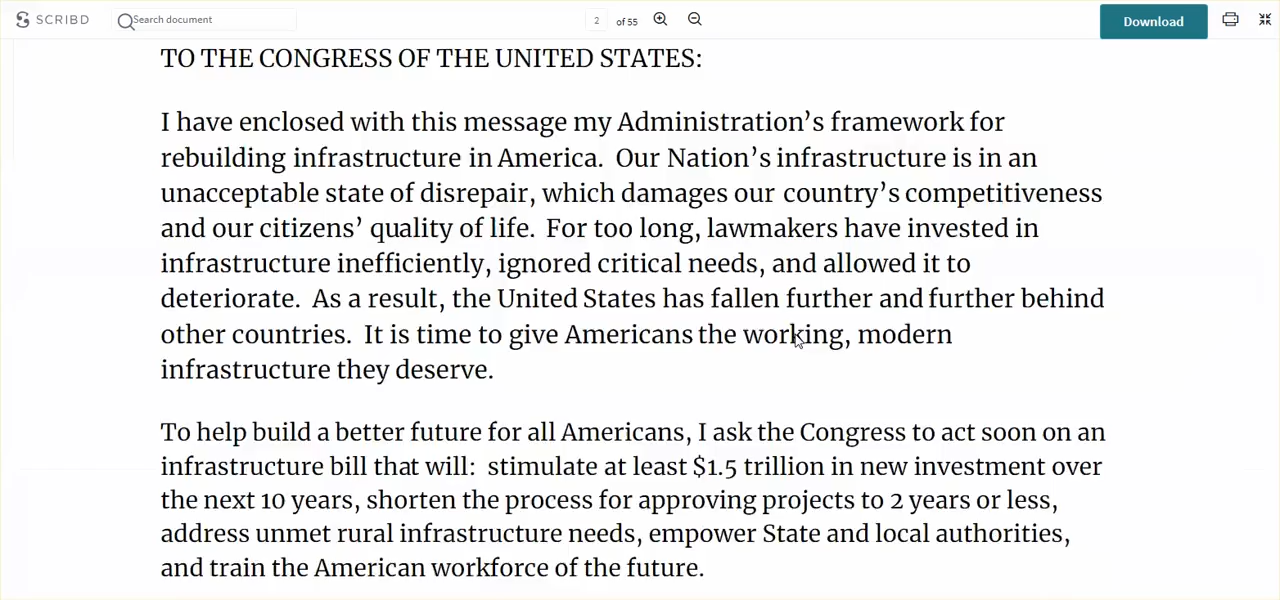 SCRIBD Search document 2 of 55 Download
TO THE CONGRESS OF THE UNITED STATES:
I have enclosed with this message my Administration’s framework for
rebuilding infrastructure in America.  Our Nation’s infrastructure is in an
unacceptable state of disrepair, which damages our country’s competitiveness
and our citizens’ quality of life.  For too long, lawmakers have invested in
infrastructure inefficiently, ignored critical needs, and allowed it to
deteriorate.  As a result, the United States has fallen further and further behind
other countries.  It is time to give Americans the working, modern
infrastructure they deserve.
To help build a better future for all Americans, I ask the Congress to act soon on an
infrastructure bill that will:  stimulate at least $1.5 trillion in new investment over
the next 10 years, shorten the process for approving projects to 2 years or less,
address unmet rural infrastructure needs, empower State and local authorities,
and train the American workforce of the future.